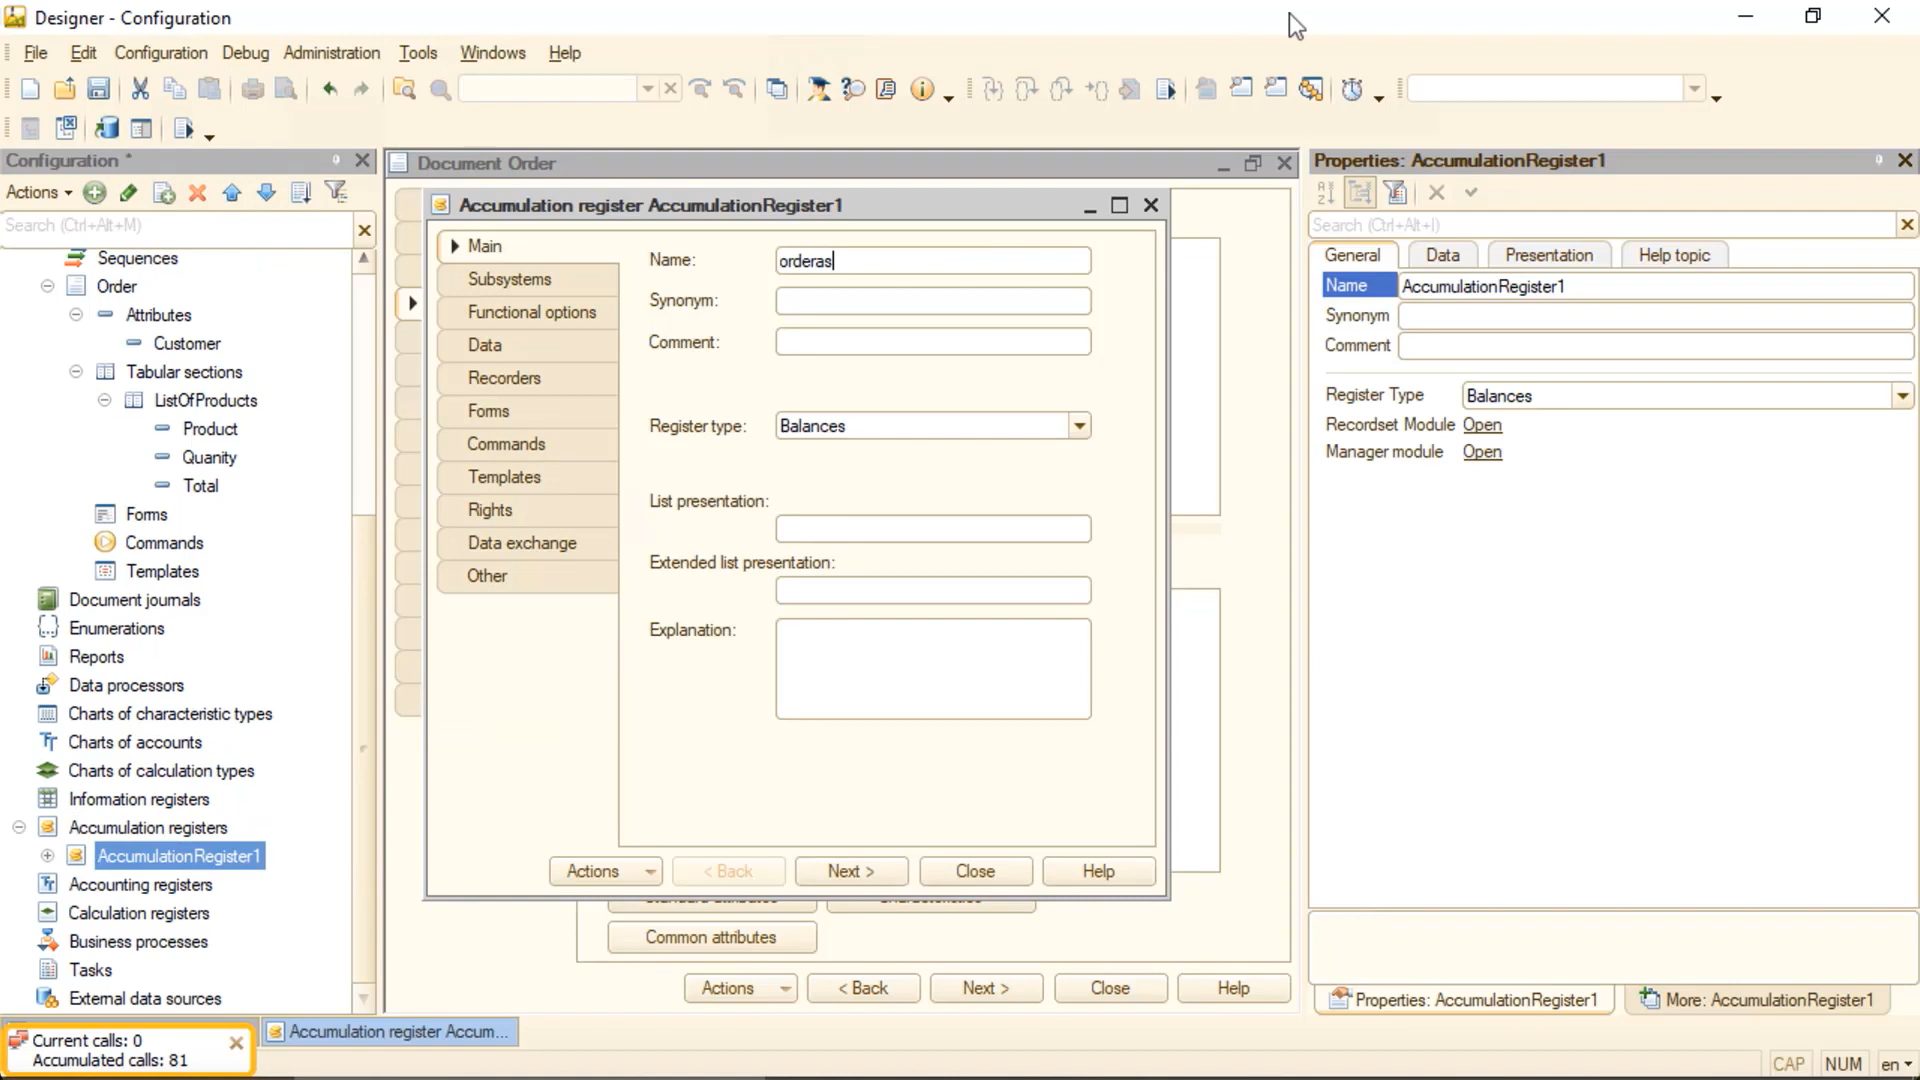 Designer - Configuration
File Edit Configuration Debug Administration Tools Windows Help
Configuration *
Actions
Search (Ctrl+Alt+M)
Sequences
Order
Attributes
Customer
Tabular sections
ListOfProducts
Product
Quanity
Total
Forms
Commands
Templates
Document journals
Enumerations
Reports
Data processors
Charts of characteristic types
Charts of accounts
Charts of calculation types
Information registers
Accumulation registers
AccumulationRegister1
Accounting registers
Calculation registers
Business processes
Tasks
External data sources
Document Order
Accumulation register AccumulationRegister1
Main
Subsystems
Functional options
Data
Recorders
Forms
Commands
Templates
Rights
Data exchange
Other
Name: orderas
Synonym:
Comment:
Register type: Balances
List presentation:
Extended list presentation:
Explanation:
Actions < Back Next > Close Help
Common attributes
Actions < Back Next > Close Help
Properties: AccumulationRegister1
Search (Ctrl+Alt+I)
General Data Presentation Help topic
Name AccumulationRegister1
Synonym
Comment
Register Type Balances
Recordset Module Open
Manager module Open
Properties: AccumulationRegister1 More: AccumulationRegister1
Accumulation register Accum...
Current calls: 0
Accumulated calls: 81
CAP NUM en